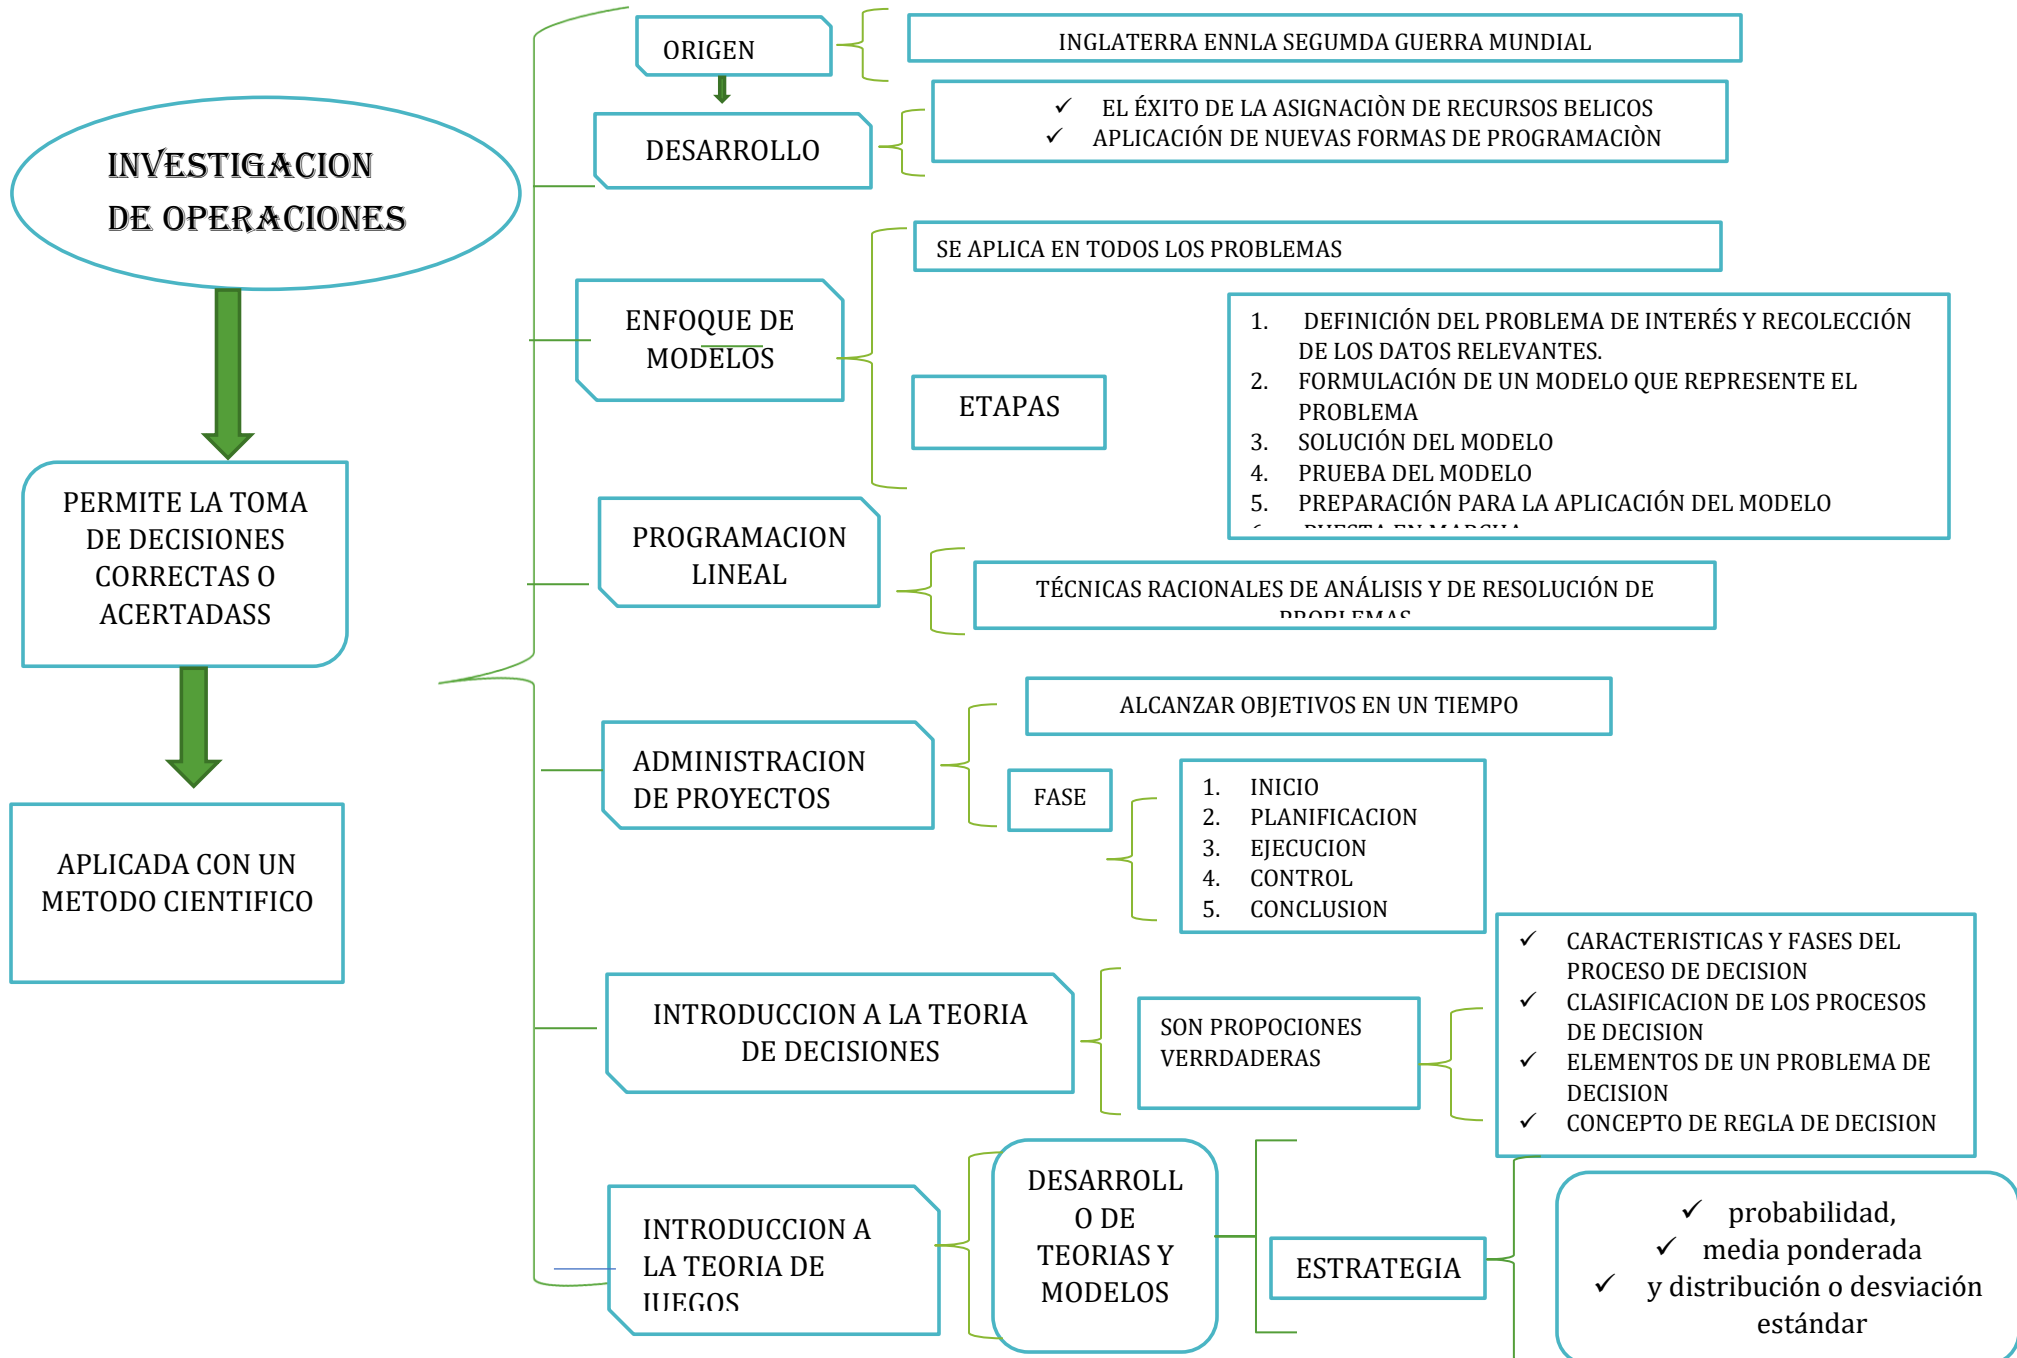 INVESTIGACION
DE OPERACIONES
PERMITE LA TOMA
DE DECISIONES
CORRECTAS O
ACERTADASS
APLICADA CON UN
METODO CIENTIFICO
ORIGEN
INGLATERRA ENNLA SEGUMDA GUERRA MUNDIAL
DESARROLLO
✓ EL ÉXITO DE LA ASIGNACIÒN DE RECURSOS BELICOS
✓ APLICACIÓN DE NUEVAS FORMAS DE PROGRAMACIÒN
ENFOQUE DE
MODELOS
SE APLICA EN TODOS LOS PROBLEMAS
ETAPAS
1. DEFINICIÓN DEL PROBLEMA DE INTERÉS Y RECOLECCIÓN
DE LOS DATOS RELEVANTES.
2. FORMULACIÓN DE UN MODELO QUE REPRESENTE EL
PROBLEMA
3. SOLUCIÓN DEL MODELO
4. PRUEBA DEL MODELO
5. PREPARACIÓN PARA LA APLICACIÓN DEL MODELO
6. PUESTA EN MARCHA
PROGRAMACION
LINEAL
TÉCNICAS RACIONALES DE ANÁLISIS Y DE RESOLUCIÓN DE
PROBLEMAS
ADMINISTRACION
DE PROYECTOS
ALCANZAR OBJETIVOS EN UN TIEMPO
FASE
1. INICIO
2. PLANIFICACION
3. EJECUCION
4. CONTROL
5. CONCLUSION
INTRODUCCION A LA TEORIA
DE DECISIONES
SON PROPOCIONES
VERRDADERAS
✓ CARACTERISTICAS Y FASES DEL
PROCESO DE DECISION
✓ CLASIFICACION DE LOS PROCESOS
DE DECISION
✓ ELEMENTOS DE UN PROBLEMA DE
DECISION
✓ CONCEPTO DE REGLA DE DECISION
INTRODUCCION A
LA TEORIA DE
JUEGOS
DESARROLL
O DE
TEORIAS Y
MODELOS
ESTRATEGIA
✓ probabilidad,
✓ media ponderada
✓ y distribución o desviación
estándar